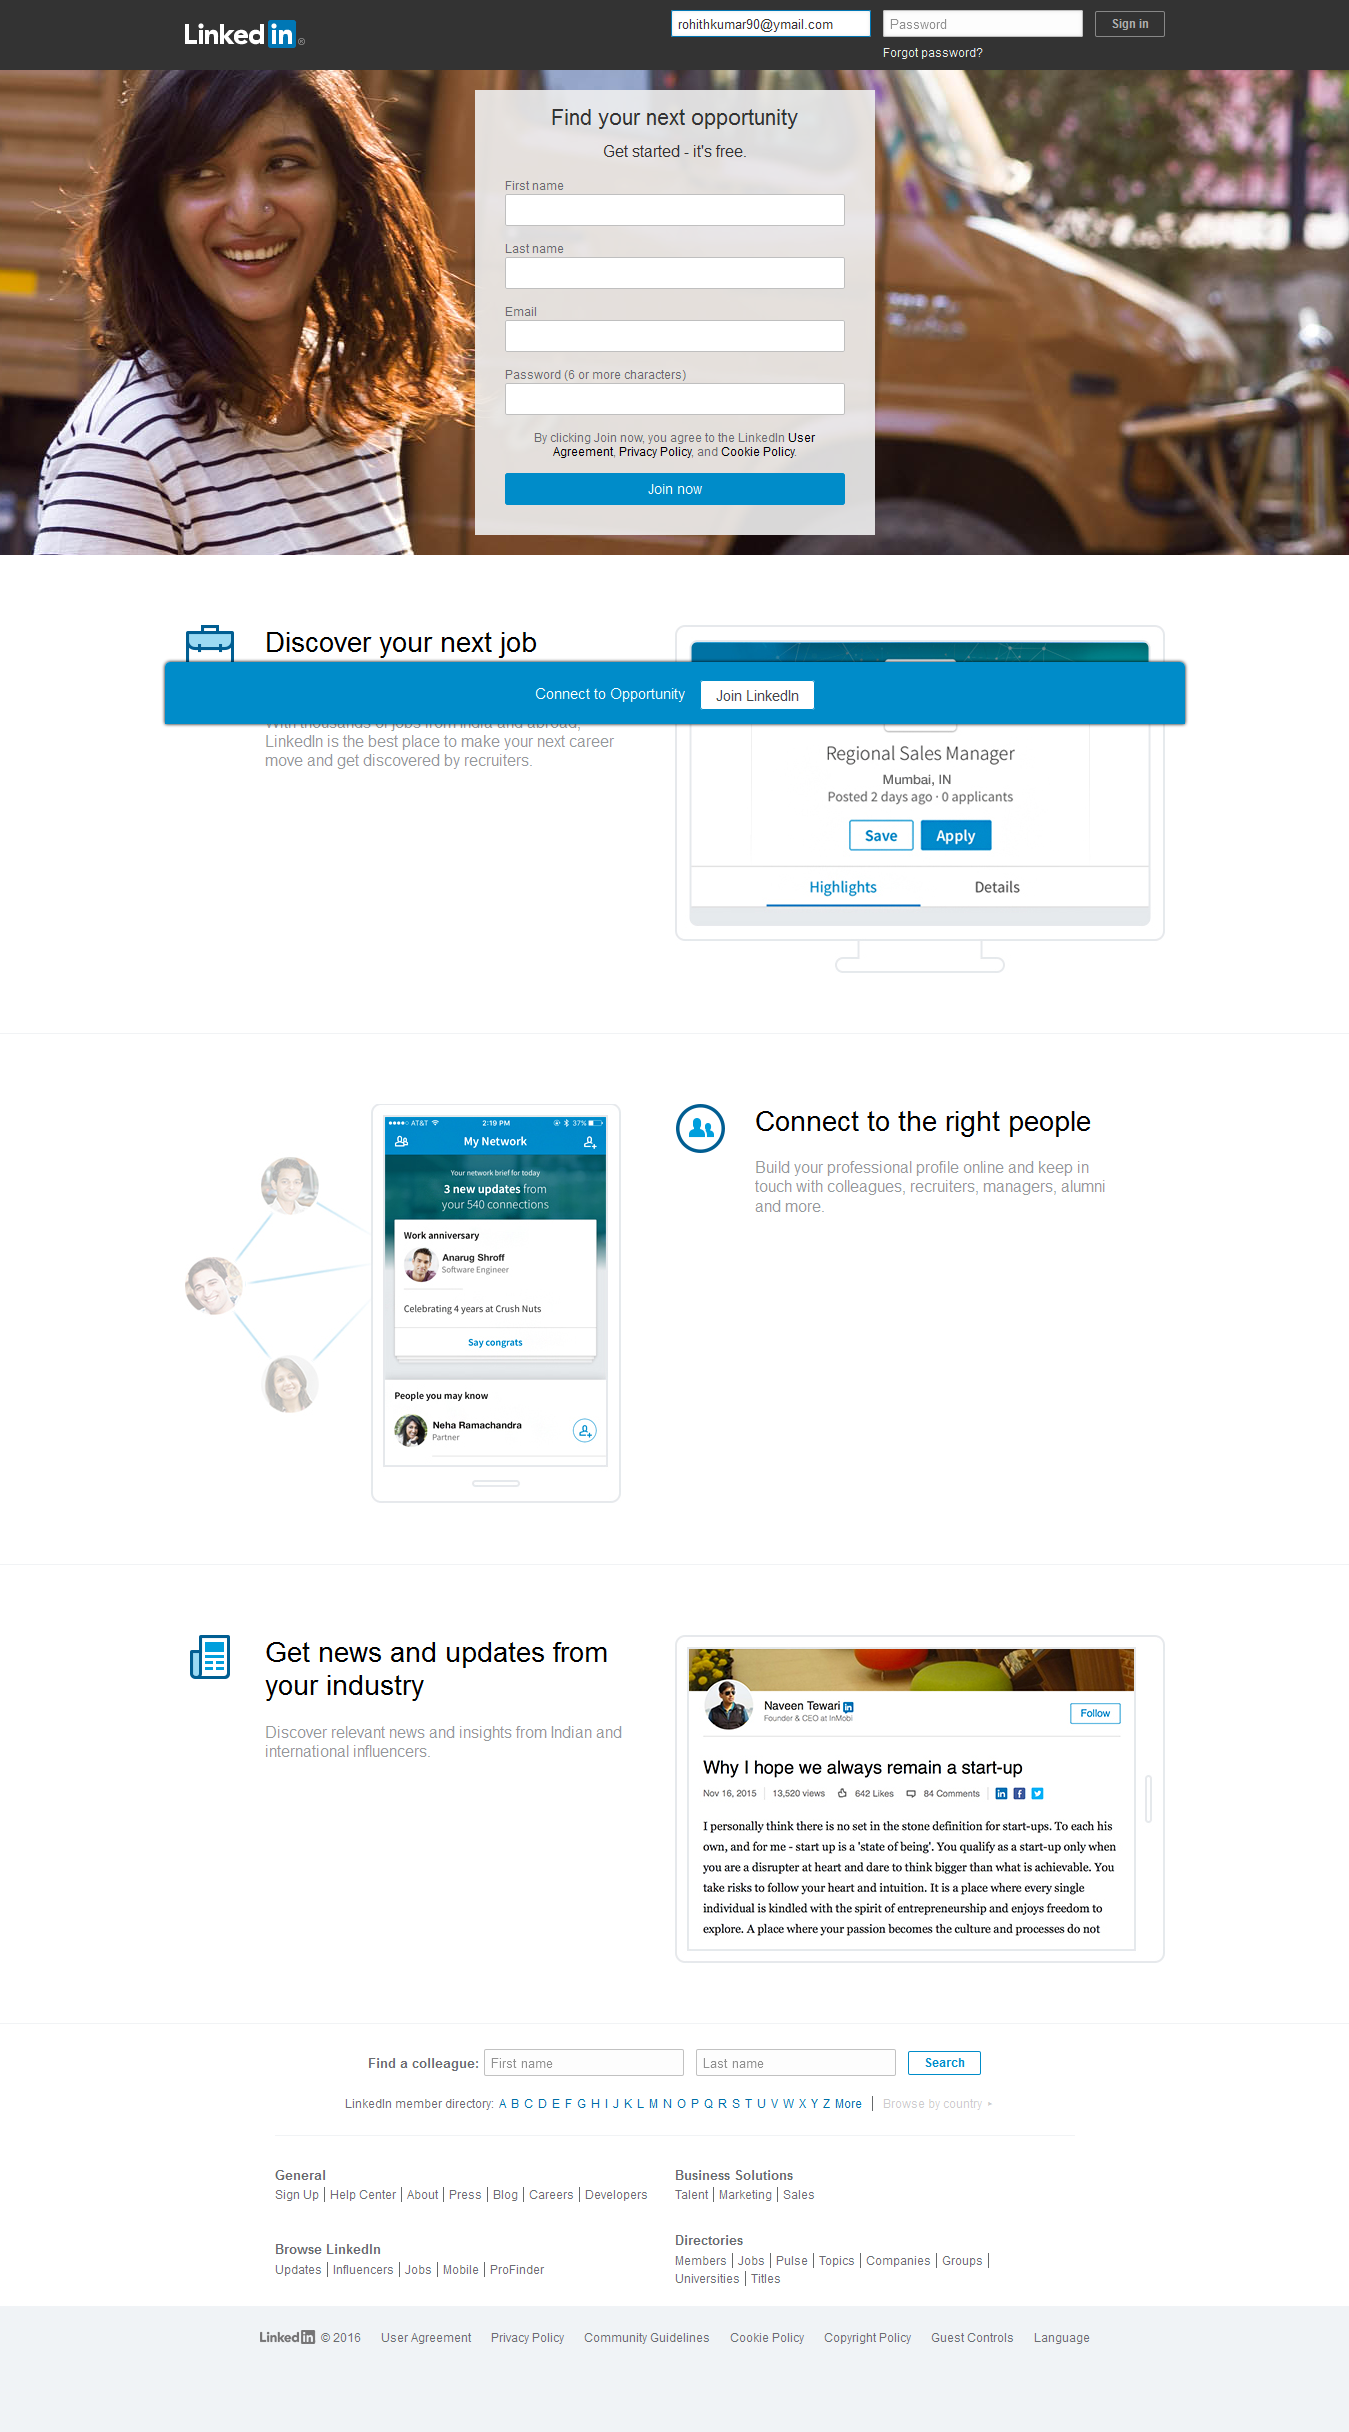 Linked in ®
rohithkumar90@ymail.com
Password
Sign in
Forgot password?
Find your next opportunity
Get started - it's free.
First name
Last name
Email
Password (6 or more characters)
By clicking Join now, you agree to the LinkedIn User
Agreement, Privacy Policy, and Cookie Policy.
Join now
Discover your next job
Connect to Opportunity
Join LinkedIn
With thousands of jobs from India and abroad,
LinkedIn is the best place to make your next career
move and get discovered by recruiters.
Regional Sales Manager
Mumbai, IN
Posted 2 days ago · 0 applicants
Save
Apply
Highlights
Details
AT&T
2:19 PM
37%
My Network
Your network brief for today
3 new updates from
your 540 connections
Work anniversary
Anarug Shroff
Software Engineer
Celebrating 4 years at Crush Nuts
Say congrats
People you may know
Neha Ramachandra
Partner
Connect to the right people
Build your professional profile online and keep in
touch with colleagues, recruiters, managers, alumni
and more.
Get news and updates from
your industry
Discover relevant news and insights from Indian and
international influencers.
Naveen Tewari in
Founder & CEO at InMobi
Follow
Why I hope we always remain a start-up
Nov 16, 2015 | 13,520 views 642 Likes 84 Comments | in f
I personally think there is no set in the stone definition for start-ups. To each his
own, and for me - start up is a 'state of being'. You qualify as a start-up only when
you are a disrupter at heart and dare to think bigger than what is achievable. You
take risks to follow your heart and intuition. It is a place where every single
individual is kindled with the spirit of entrepreneurship and enjoys freedom to
explore. A place where your passion becomes the culture and processes do not
Find a colleague: First name Last name Search
LinkedIn member directory: A B C D E F G H I J K L M N O P Q R S T U V W X Y Z More | Browse by country
General
Sign Up | Help Center | About | Press | Blog | Careers | Developers
Business Solutions
Talent | Marketing | Sales
Browse LinkedIn
Updates | Influencers | Jobs | Mobile | ProFinder
Directories
Members | Jobs | Pulse | Topics | Companies | Groups |
Universities | Titles
Linked in © 2016 User Agreement Privacy Policy Community Guidelines Cookie Policy Copyright Policy Guest Controls Language